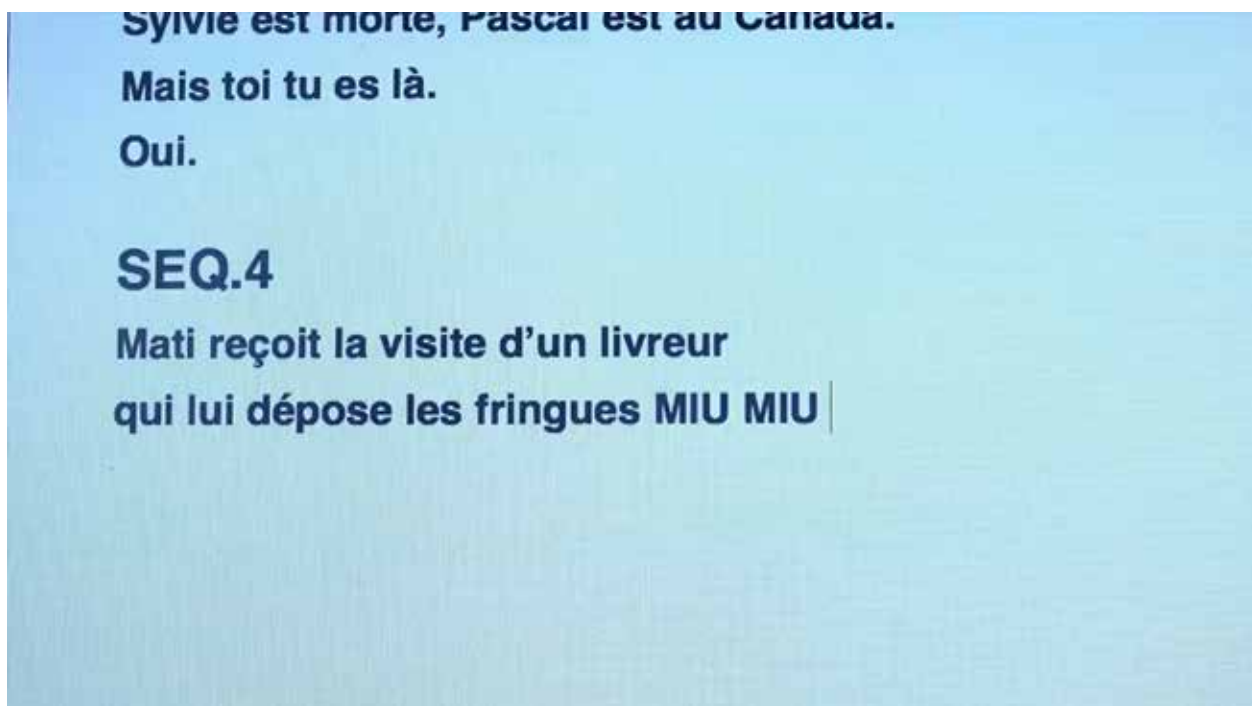 Sylvie est morte, Pascal est au Canada.
Mais toi tu es là.
Oui.
SEQ.4
Mati reçoit la visite d’un livreur
qui lui dépose les fringues MIU MIU